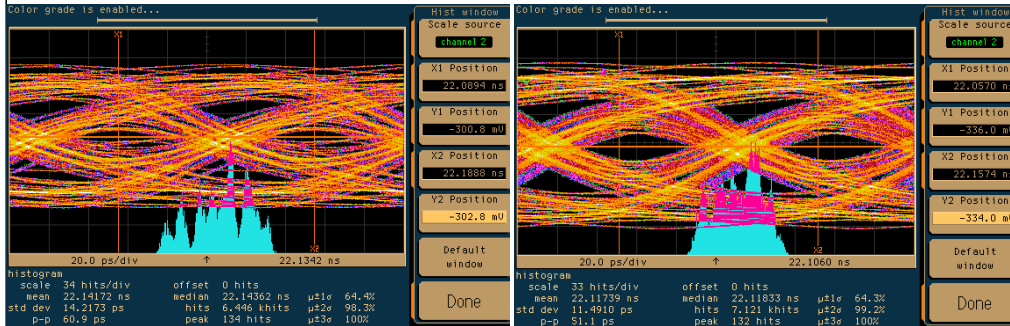 Color grade is enabled...
Hist window
Scale source
channel 2
X1 Position
22.0894 ns
Y1 Position
-300.8 mV
X2 Position
22.1888 ns
Y2 Position
-302.8 mV
Default
window
Done
X1
X2
20.0 ps/div ↑ 22.1342 ns
histogram
scale 34 hits/div offset 0 hits
mean 22.14172 ns median 22.14362 ns µ±1σ 64.4%
std dev 14.2173 ps hits 6.446 khits µ±2σ 98.3%
p-p 60.9 ps peak 134 hits µ±3σ 100%
Color grade is enabled...
Hist window
Scale source
channel 2
X1 Position
22.0570 ns
Y1 Position
-336.0 mV
X2 Position
22.1574 ns
Y2 Position
-334.0 mV
Default
window
Done
X1
X2
20.0 ps/div ↑ 22.1060 ns
histogram
scale 33 hits/div offset 0 hits
mean 22.11739 ns median 22.11833 ns µ±1σ 64.3%
std dev 11.4910 ps hits 7.121 khits µ±2σ 99.2%
p-p 51.1 ps peak 132 hits µ±3σ 100%